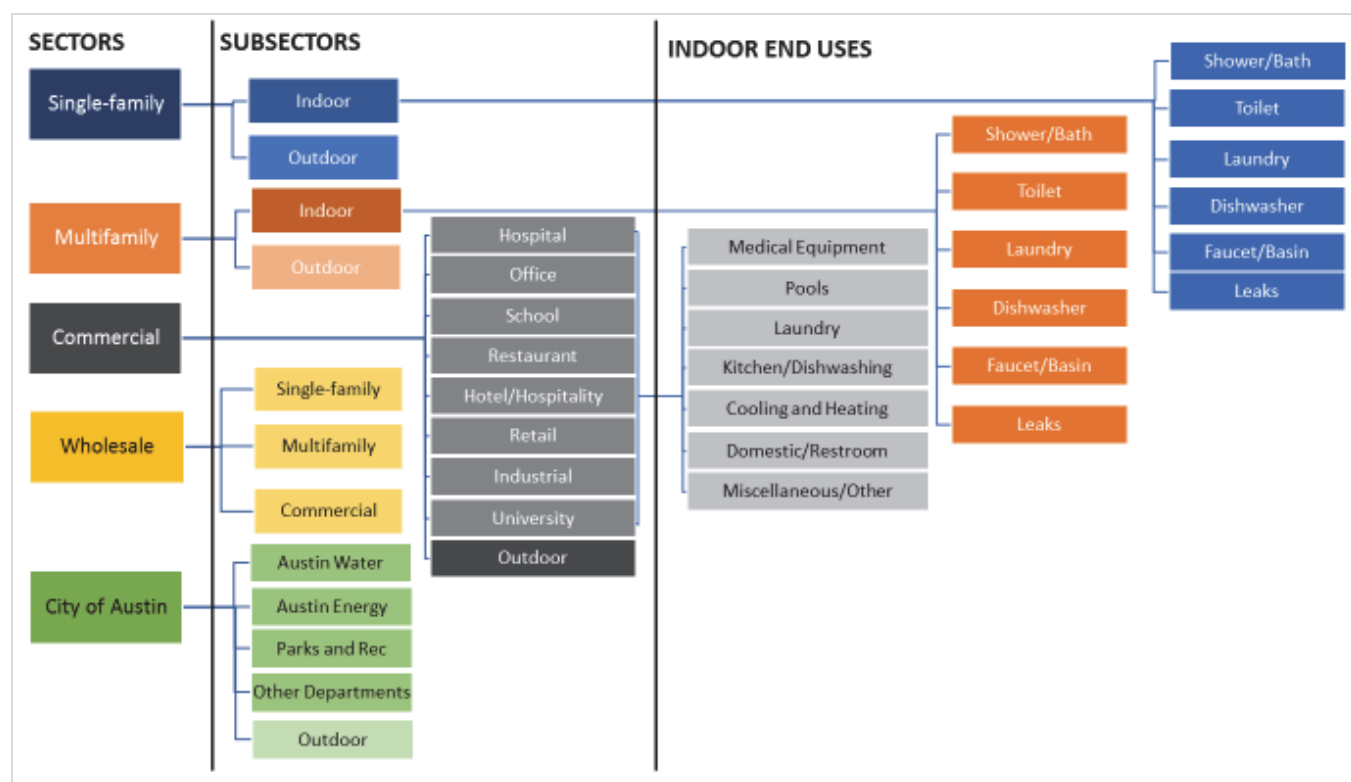 SECTORS
Single-family
Multifamily
Commercial
Wholesale
City of Austin
SUBSECTORS
Indoor
Outdoor
Indoor
Outdoor
Single-family
Multifamily
Commercial
Austin Water
Austin Energy
Parks and Rec
Other Departments
Outdoor
Hospital
Office
School
Restaurant
Hotel/Hospitality
Retail
Industrial
University
Outdoor
INDOOR END USES
Medical Equipment
Pools
Laundry
Kitchen/Dishwashing
Cooling and Heating
Domestic/Restroom
Miscellaneous/Other
Shower/Bath
Toilet
Laundry
Dishwasher
Faucet/Basin
Leaks
Shower/Bath
Toilet
Laundry
Dishwasher
Faucet/Basin
Leaks